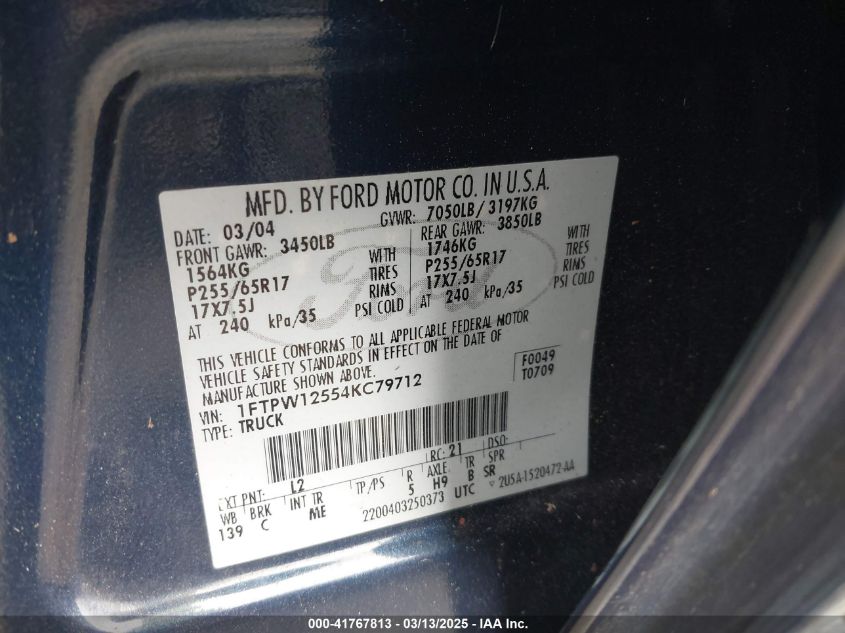 MFD. BY FORD MOTOR CO. IN U.S.A.
DATE: 03/04 GVWR: 7050LB/ 3197KG
FRONT GAWR: 3450LB REAR GAWR: 3850LB
1564KG WITH 1746KG WITH
P255/65R17 TIRES P255/65R17 TIRES
17X7.5J RIMS 17X7.5J RIMS
AT 240 kPa/35 PSI COLD AT 240 kPa/35 PSI COLD
THIS VEHICLE CONFORMS TO ALL APPLICABLE FEDERAL MOTOR
VEHICLE SAFETY STANDARDS IN EFFECT ON THE DATE OF
MANUFACTURE SHOWN ABOVE.
F0049
T0709
VIN: 1FTPW12554KC79712
TYPE: TRUCK
EXT PNT: L2 RC: 21 DSO:
WB BRK INT TR TP/PS R AXLE TR SPR
139 C ME 5 H9 B SR
2200403250373 UTC 2U5A-1520472-AA
Ford
000-41767813 - 03/13/2025 - IAA Inc.